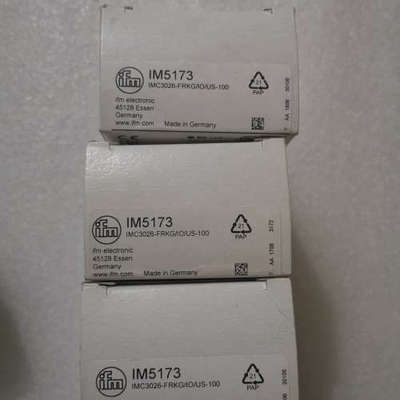 ifm
IM5173
IMC3026-FRKG/IO/US-100
ifm electronic
45128 Essen
Germany
www.ifm.com
Made in Germany
21
PAP
ifm
IM5173
IMC3026-FRKG/IO/US-100
ifm electronic
45128 Essen
Germany
www.ifm.com
Made in Germany
21
PAP
AA
ifm
IM5173
IMC3026-FRKG/IO/US-100
21
PAP